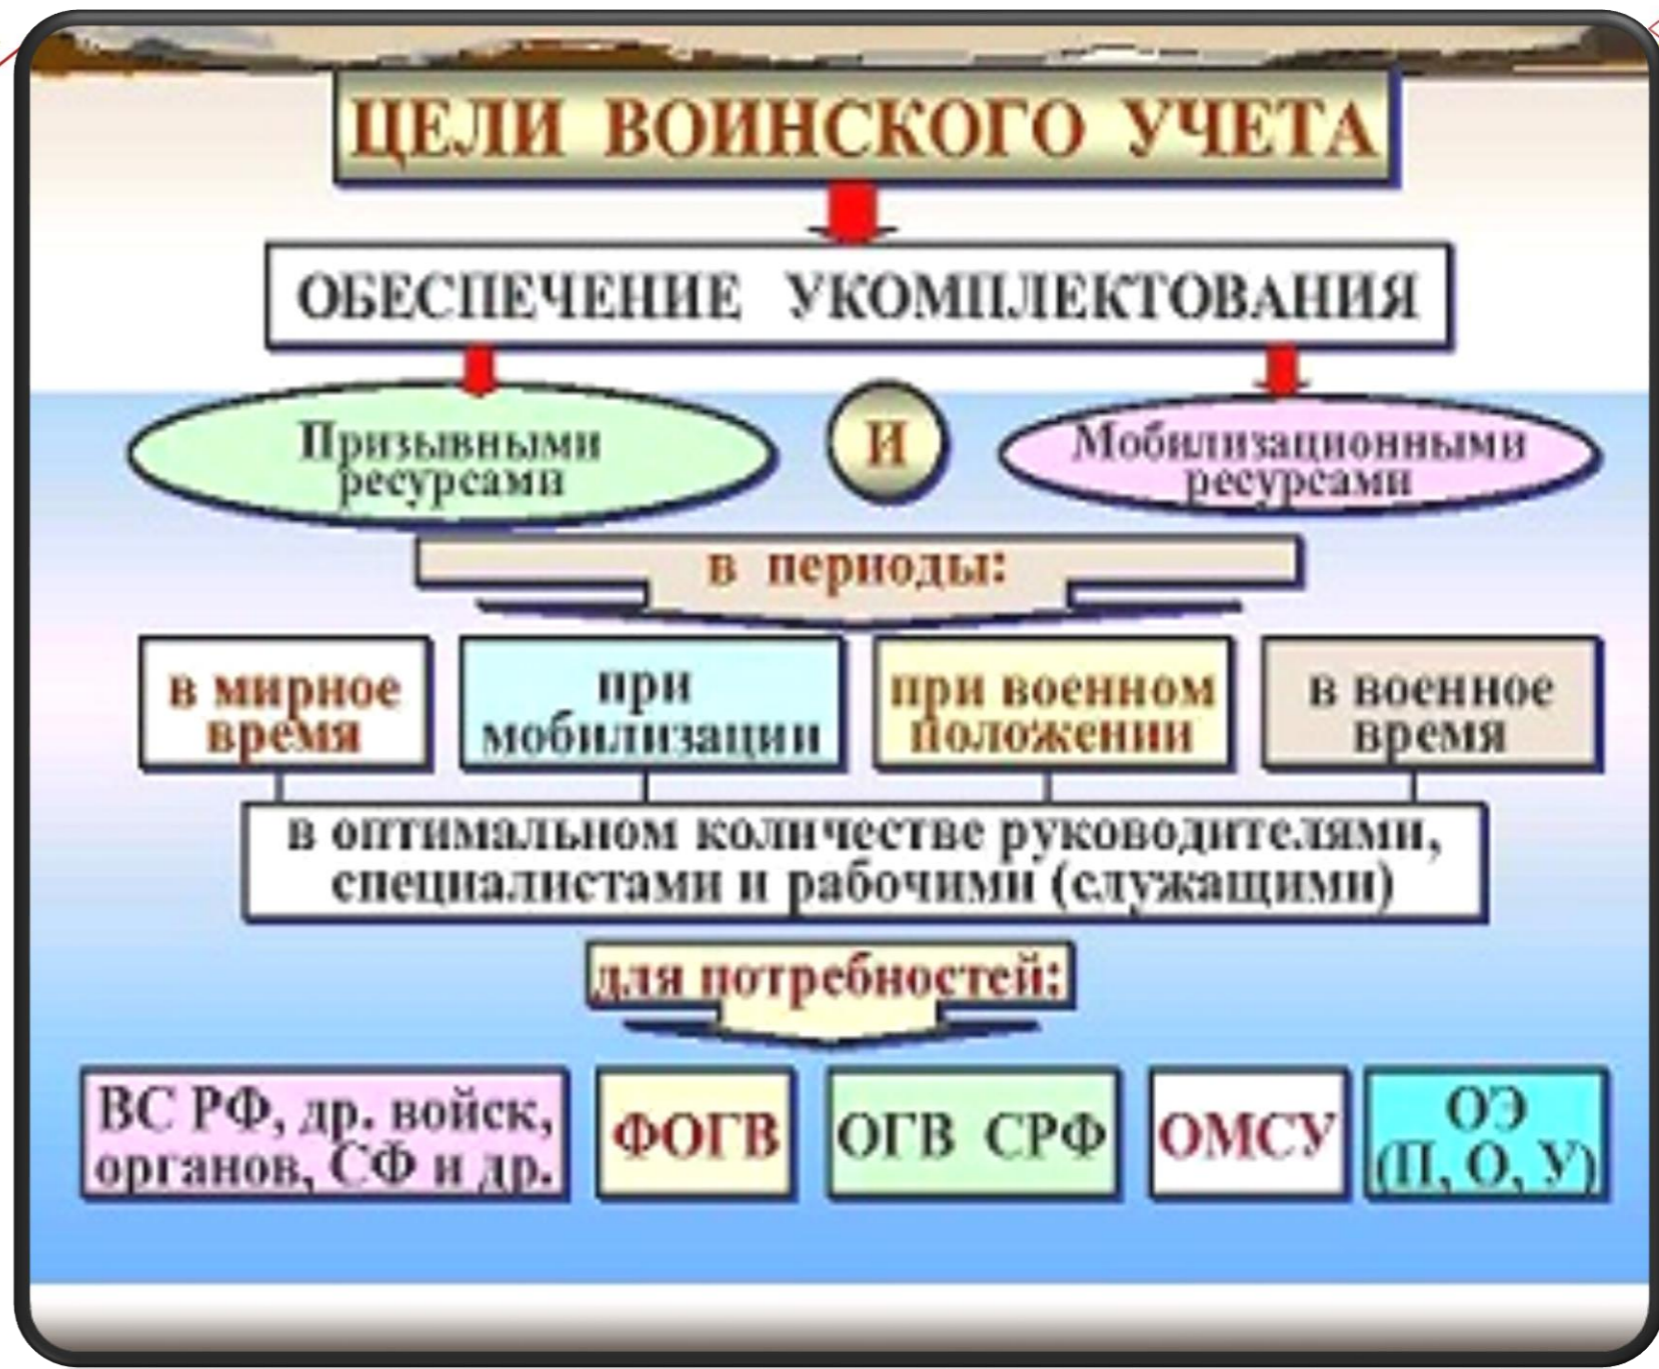 ЦЕЛИ ВОИНСКОГО УЧЕТА
ОБЕСПЕЧЕНИЕ УКОМПЛЕКТОВАНИЯ
Призывными
ресурсами
И
Мобилизационными
ресурсами
в периоды:
в мирное
время
при
мобилизации
при военном
положении
в военное
время
в оптимальном количестве руководителями,
специалистами и рабочими (служащими)
для потребностей:
ВС РФ, др. войск,
органов, СФ и др.
ФОГВ
ОГВ СРФ
ОМСУ
ОЭ
(П, О, У)